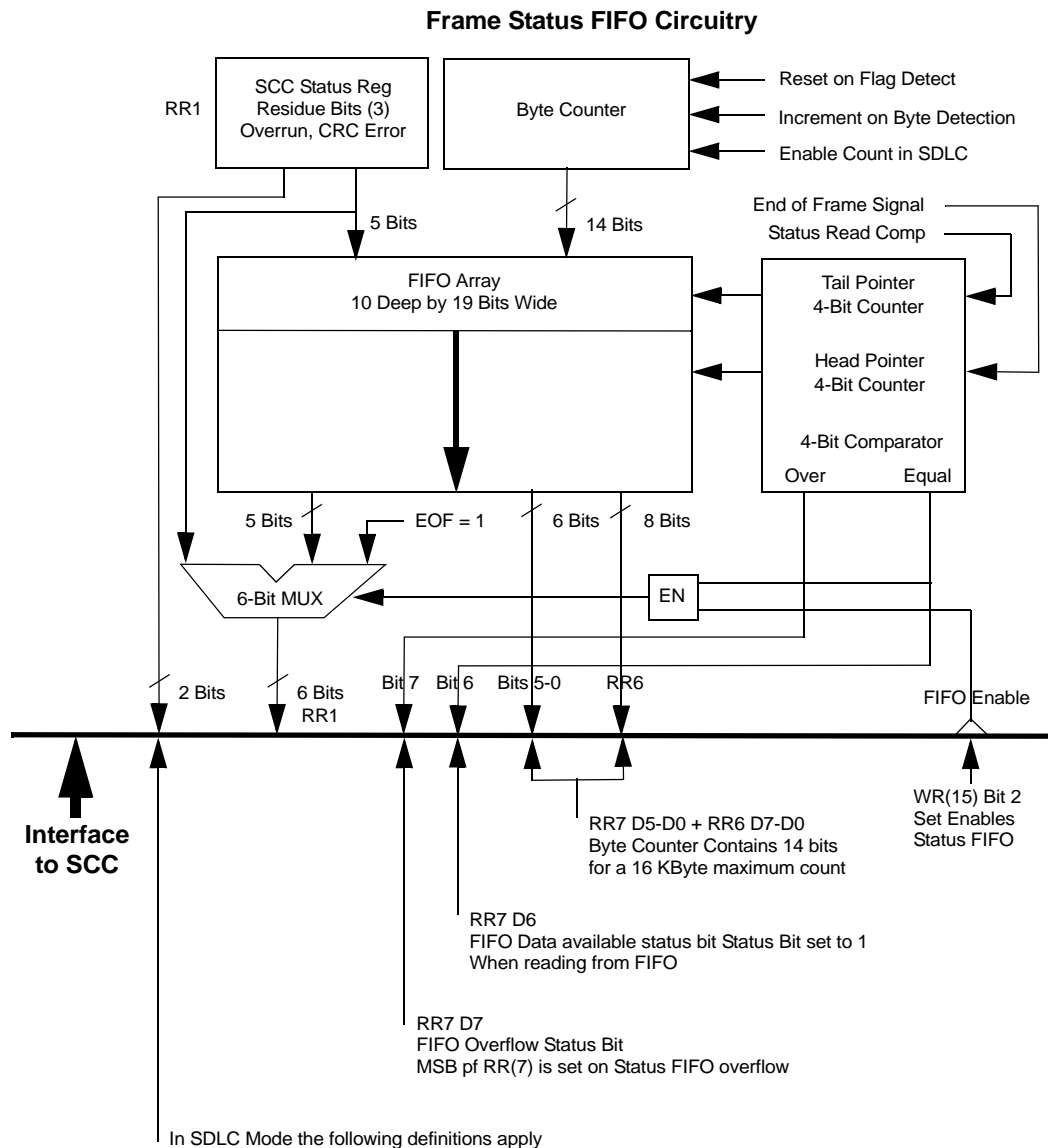 Frame Status FIFO Circuitry
RR1
SCC Status Reg
Residue Bits (3)
Overrun, CRC Error
Byte Counter
Reset on Flag Detect
Increment on Byte Detection
Enable Count in SDLC
End of Frame Signal
Status Read Comp
5 Bits
14 Bits
FIFO Array
10 Deep by 19 Bits Wide
Tail Pointer
4-Bit Counter
Head Pointer
4-Bit Counter
4-Bit Comparator
Over
Equal
5 Bits
EOF = 1
6 Bits
8 Bits
6-Bit MUX
EN
2 Bits
6 Bits
RR1
Bit 7
Bit 6
Bits 5-0
RR6
FIFO Enable
Interface
to SCC
WR(15) Bit 2
Set Enables
Status FIFO
RR7 D5-D0 + RR6 D7-D0
Byte Counter Contains 14 bits
for a 16 KByte maximum count
RR7 D6
FIFO Data available status bit Status Bit set to 1
When reading from FIFO
RR7 D7
FIFO Overflow Status Bit
MSB pf RR(7) is set on Status FIFO overflow
In SDLC Mode the following definitions apply